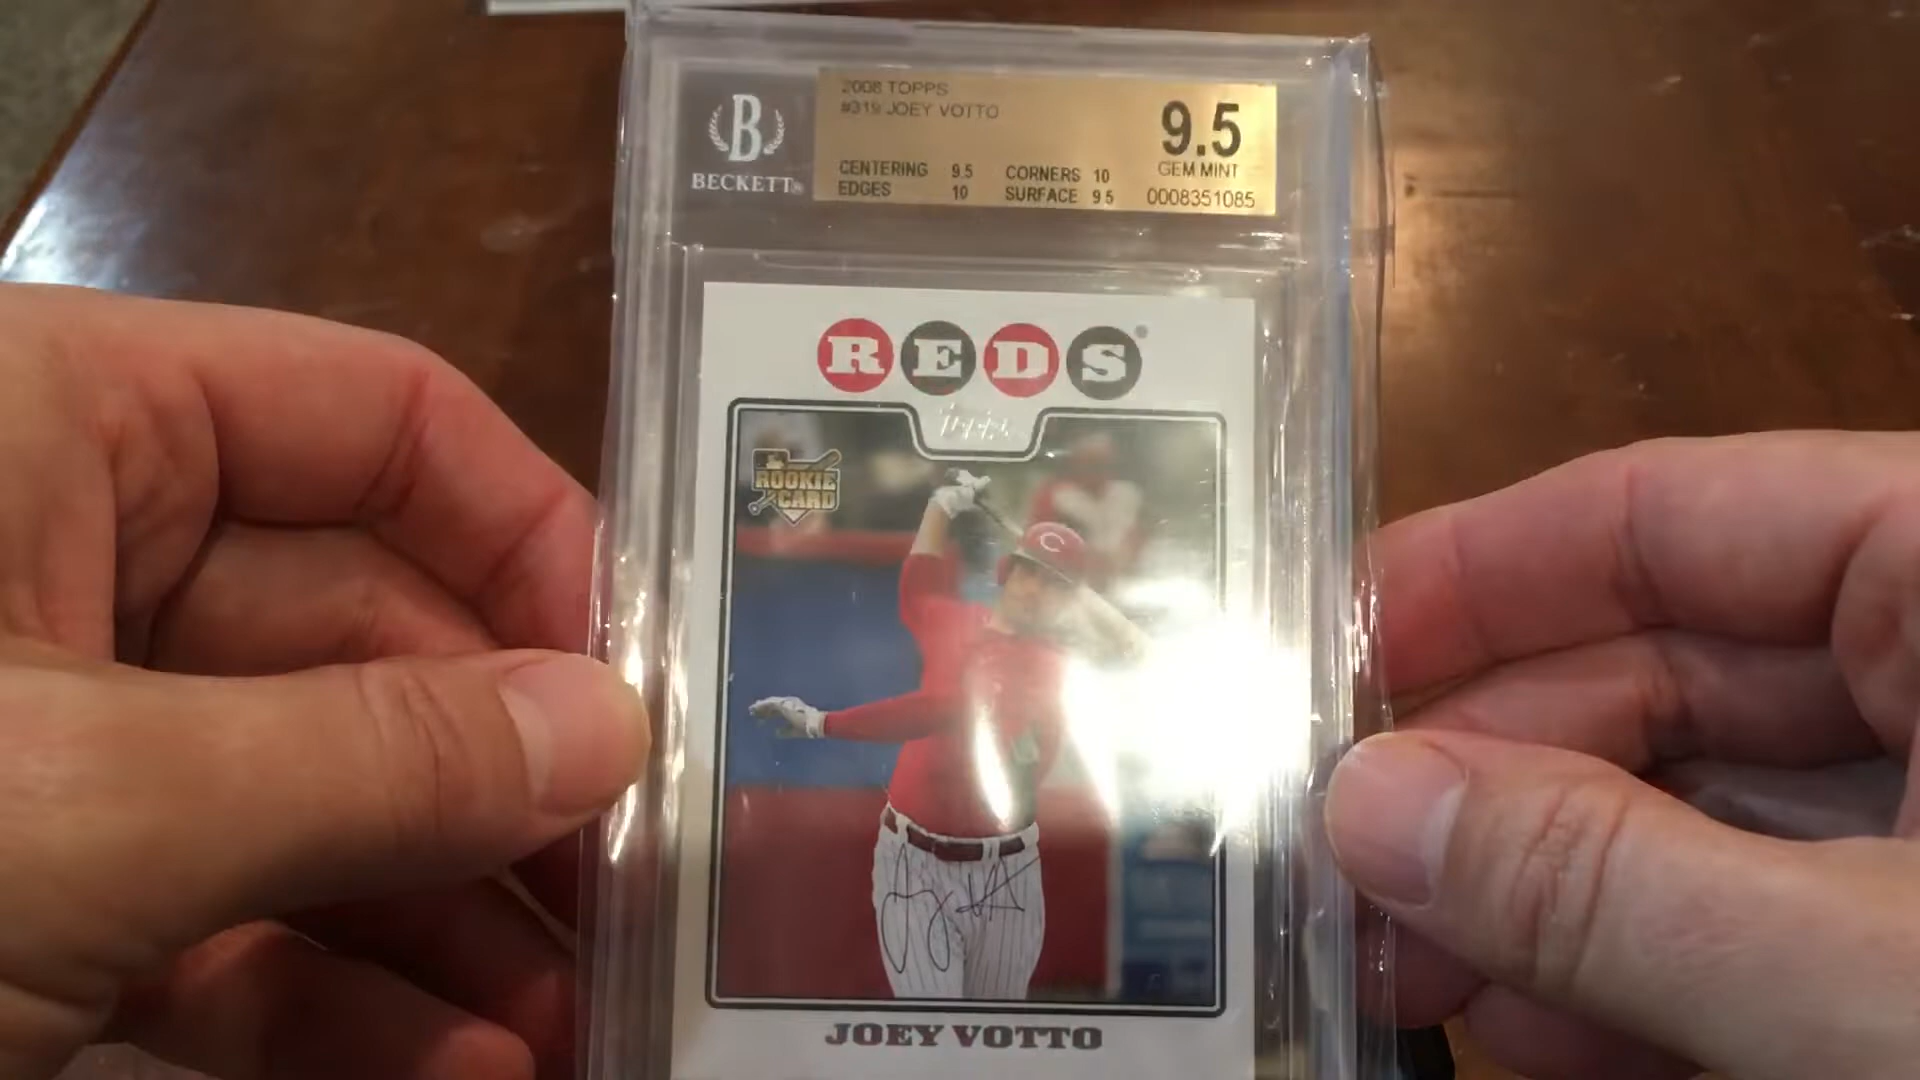 2008 TOPPS
#319 JOEY VOTTO
9.5
GEM MINT
CENTERING 9.5 CORNERS 10
EDGES 10 SURFACE 9.5
0008351085
B
BECKETT
REDS
Topps
ROOKIE
CARD
C
JOEY VOTTO